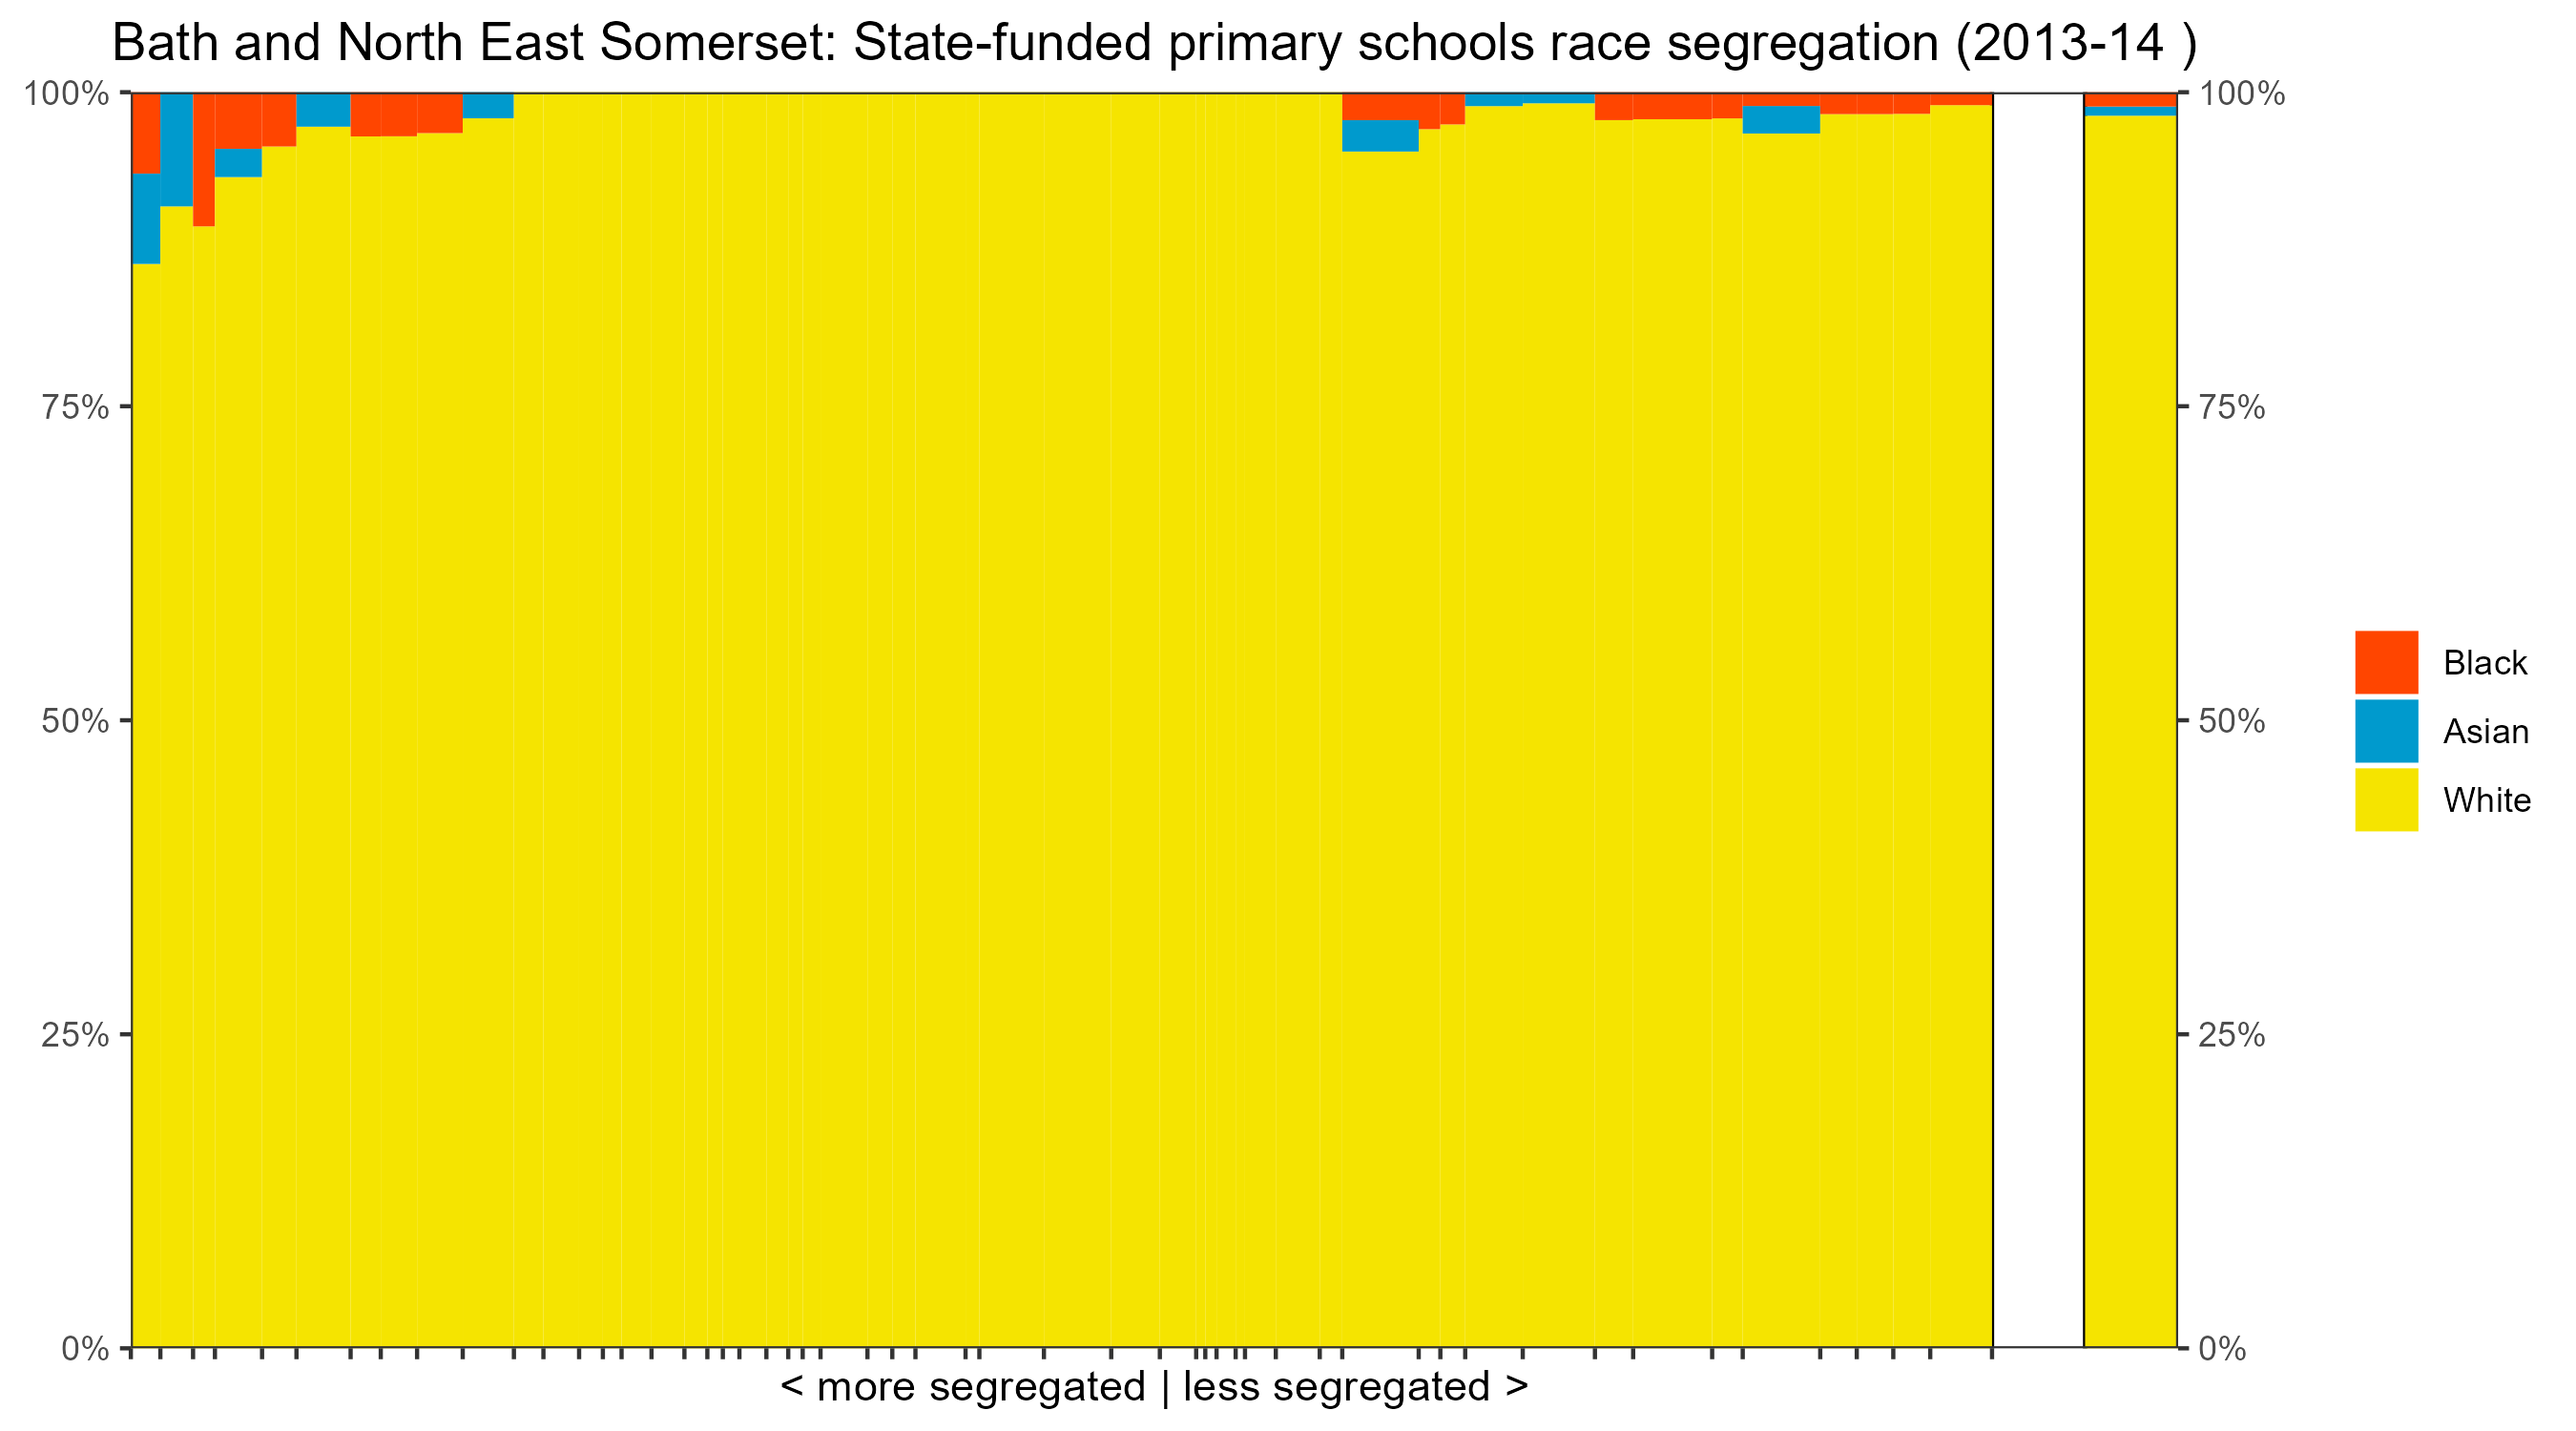 Bath and North East Somerset: State-funded primary schools race segregation (2013-14 )
100%
75%
50%
25%
0%
100%
75%
50%
25%
0%
Black
Asian
White
< more segregated | less segregated >